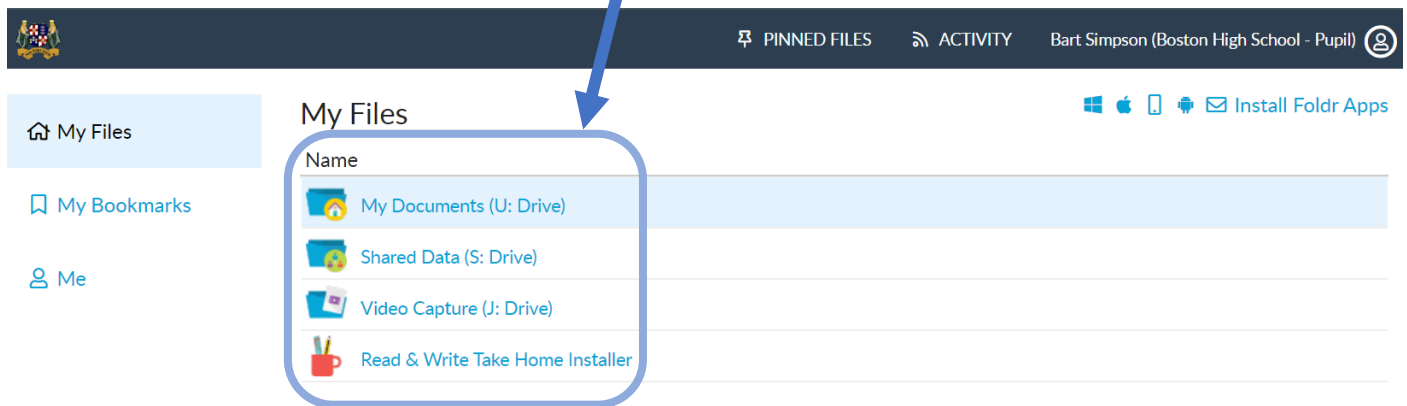 PINNED FILES ACTIVITY Bart Simpson (Boston High School - Pupil)
My Files
My Bookmarks
Me
My Files
Install Foldr Apps
Name
My Documents (U: Drive)
Shared Data (S: Drive)
Video Capture (J: Drive)
Read & Write Take Home Installer